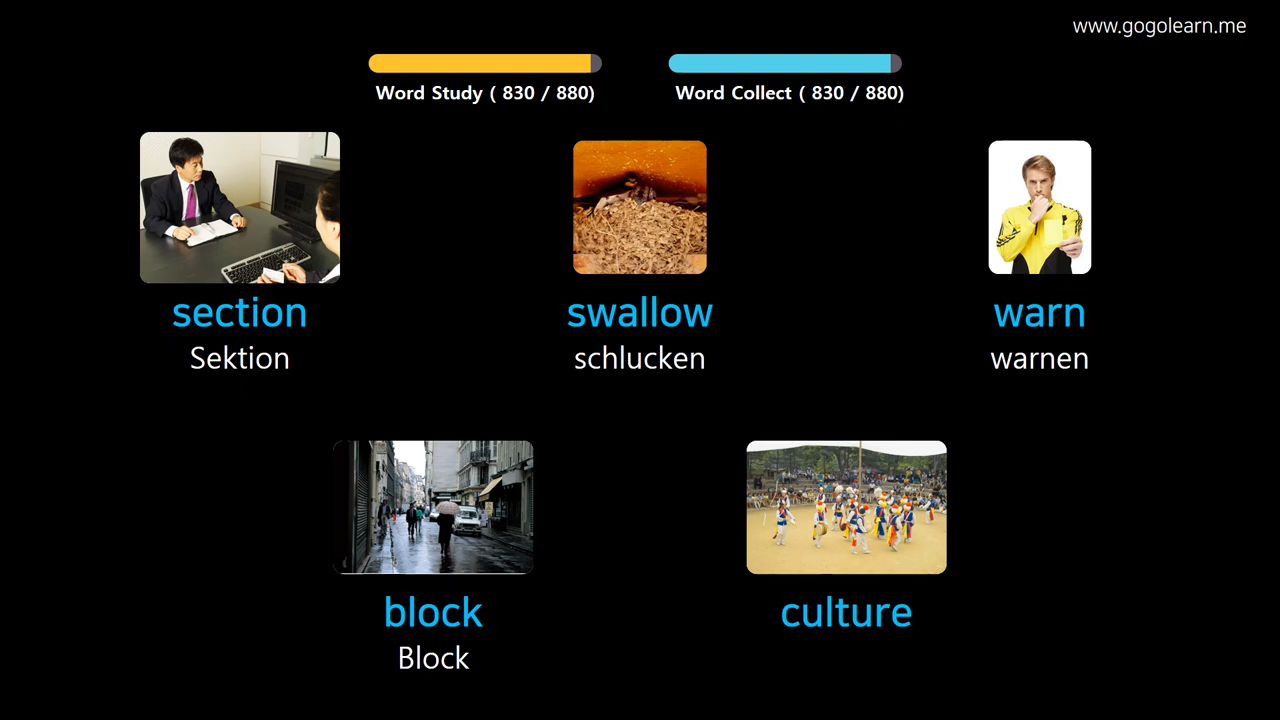 www.gogolearn.me
Word Study ( 830 / 880)
Word Collect ( 830 / 880)
section
Sektion
swallow
schlucken
warn
warnen
block
Block
culture